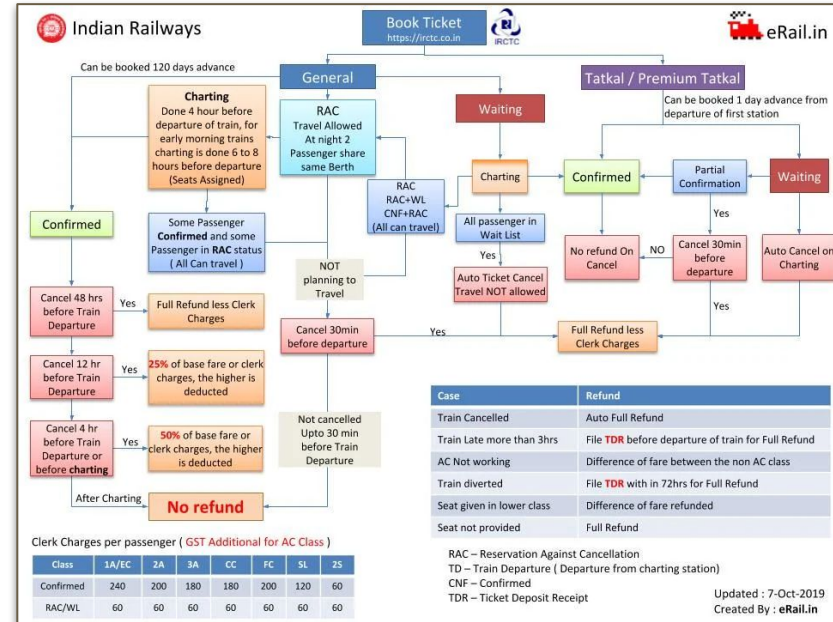 Indian Railways
Book Ticket
https://irctc.co.in
IRCTC
eRail.in
Can be booked 120 days advance
General
Tatkal / Premium Tatkal
Charting
Done 4 hour before
departure of train, for
early morning trains
charting is done 6 to 8
hours before departure
(Seats Assigned)
RAC
Travel Allowed
At night 2
Passenger share
same Berth
Waiting
Can be booked 1 day advance from
departure of first station
RAC
RAC+WL
CNF+RAC
(All can travel)
Charting
Confirmed
Partial
Confirmation
Waiting
Confirmed
Some Passenger
Confirmed and some
Passenger in RAC status
( All Can travel )
All passenger in
Wait List
Yes
Yes
NOT
planning to
Travel
Auto Ticket Cancel
Travel NOT allowed
No refund On
Cancel
NO
Cancel 30min
before
departure
Auto Cancel on
Charting
Cancel 48 hrs
before Train
Departure
Yes
Full Refund less Clerk
Charges
Cancel 30min
before departure
Yes
Full Refund less
Clerk Charges
Yes
Cancel 12 hr
before Train
Departure
Yes
25% of base fare or clerk
charges, the higher is
deducted
Cancel 4 hr
before Train
Departure or
before charting
Yes
50% of base fare or
clerk charges, the higher
is deducted
Not cancelled
Upto 30 min
before Train
Departure
After Charting
No refund
Case Refund
Train Cancelled Auto Full Refund
Train Late more than 3hrs File TDR before departure of train for Full Refund
AC Not working Difference of fare between the non AC class
Train diverted File TDR with in 72hrs for Full Refund
Seat given in lower class Difference of fare refunded
Seat not provided Full Refund
Clerk Charges per passenger ( GST Additional for AC Class )
Class 1A/EC 2A 3A CC FC SL 2S
Confirmed 240 200 180 180 200 120 60
RAC/WL 60 60 60 60 60 60 60
RAC – Reservation Against Cancellation
TD – Train Departure ( Departure from charting station)
CNF – Confirmed
TDR – Ticket Deposit Receipt
Updated : 7-Oct-2019
Created By : eRail.in